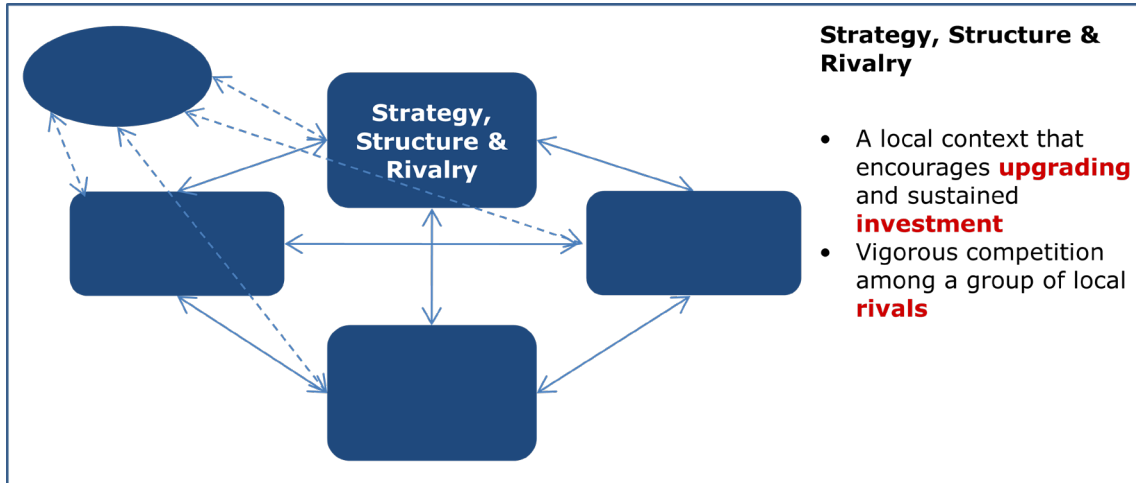 Strategy,
Structure &
Rivalry
Strategy, Structure &
Rivalry
• A local context that
encourages upgrading
and sustained
investment
• Vigorous competition
among a group of local
rivals